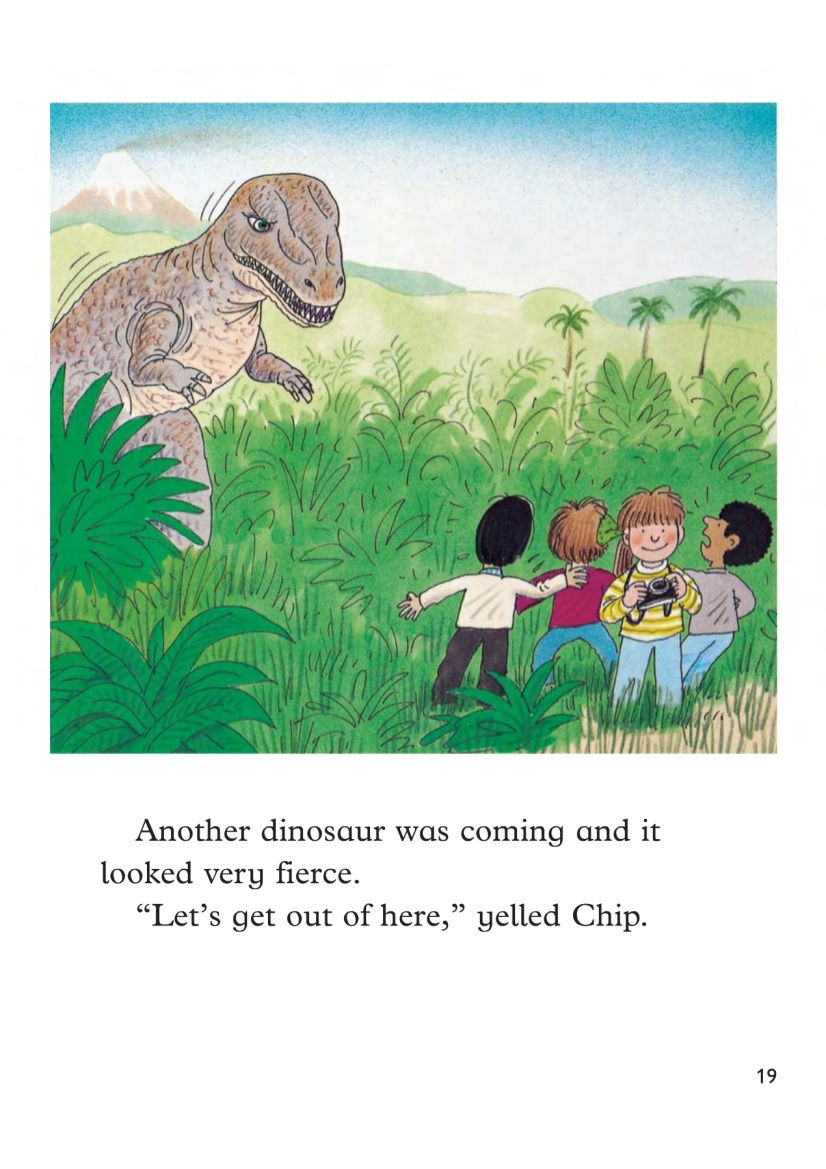 Another dinosaur was coming and it
looked very fierce.
“Let’s get out of here,” yelled Chip.
19